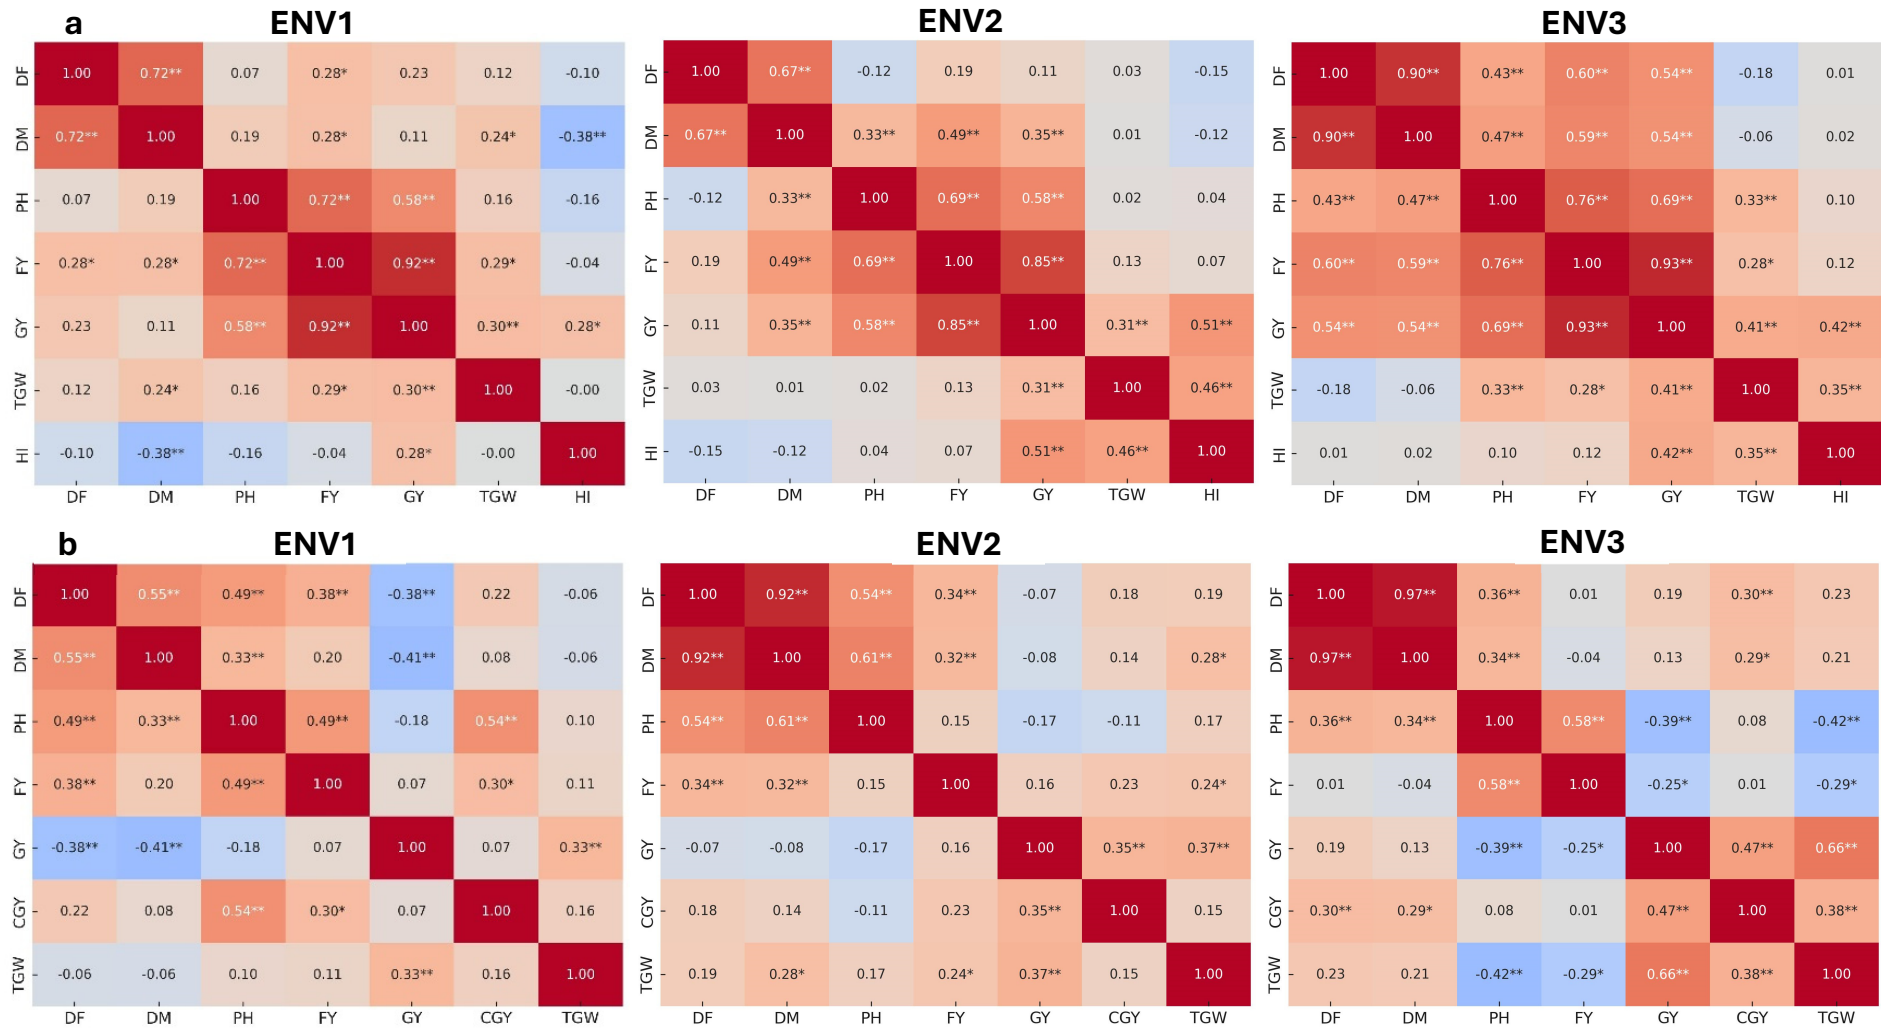 a ENV1 ENV2 ENV3
DF 1.00 0.72** 0.07 0.28* 0.23 0.12 -0.10
DM 0.72** 1.00 0.19 0.28* 0.11 0.24* -0.38**
PH 0.07 0.19 1.00 0.72** 0.58** 0.16 -0.16
FY 0.28* 0.28* 0.72** 1.00 0.92** 0.29* -0.04
GY 0.23 0.11 0.58** 0.92** 1.00 0.30** 0.28*
TGW 0.12 0.24* 0.16 0.29* 0.30** 1.00 -0.00
HI -0.10 -0.38** -0.16 -0.04 0.28* -0.00 1.00
DF DM PH FY GY TGW HI
DF 1.00 0.67** -0.12 0.19 0.11 0.03 -0.15
DM 0.67** 1.00 0.33** 0.49** 0.35** 0.01 -0.12
PH -0.12 0.33** 1.00 0.69** 0.58** 0.02 0.04
FY 0.19 0.49** 0.69** 1.00 0.85** 0.13 0.07
GY 0.11 0.35** 0.58** 0.85** 1.00 0.31** 0.51**
TGW 0.03 0.01 0.02 0.13 0.31** 1.00 0.46**
HI -0.15 -0.12 0.04 0.07 0.51** 0.46** 1.00
DF DM PH FY GY TGW HI
DF 1.00 0.90** 0.43** 0.60** 0.54** -0.18 0.01
DM 0.90** 1.00 0.47** 0.59** 0.54** -0.06 0.02
PH 0.43** 0.47** 1.00 0.76** 0.69** 0.33** 0.10
FY 0.60** 0.59** 0.76** 1.00 0.93** 0.28* 0.12
GY 0.54** 0.54** 0.69** 0.93** 1.00 0.41** 0.42**
TGW -0.18 -0.06 0.33** 0.28* 0.41** 1.00 0.35**
HI 0.01 0.02 0.10 0.12 0.42** 0.35** 1.00
DF DM PH FY GY TGW HI
b ENV1 ENV2 ENV3
DF 1.00 0.55** 0.49** 0.38** -0.38** 0.22 -0.06
DM 0.55** 1.00 0.33** 0.20 -0.41** 0.08 -0.06
PH 0.49** 0.33** 1.00 0.49** -0.18 0.54** 0.10
FY 0.38** 0.20 0.49** 1.00 0.07 0.30* 0.11
GY -0.38** -0.41** -0.18 0.07 1.00 0.07 0.33**
CGY 0.22 0.08 0.54** 0.30* 0.07 1.00 0.16
TGW -0.06 -0.06 0.10 0.11 0.33** 0.16 1.00
DF DM PH FY GY CGY TGW
DF 1.00 0.92** 0.54** 0.34** -0.07 0.18 0.19
DM 0.92** 1.00 0.61** 0.32** -0.08 0.14 0.28*
PH 0.54** 0.61** 1.00 0.15 -0.17 -0.11 0.17
FY 0.34** 0.32** 0.15 1.00 0.16 0.23 0.24*
GY -0.07 -0.08 -0.17 0.16 1.00 0.35** 0.37**
CGY 0.18 0.14 -0.11 0.23 0.35** 1.00 0.15
TGW 0.19 0.28* 0.17 0.24* 0.37** 0.15 1.00
DF DM PH FY GY CGY TGW
DF 1.00 0.97** 0.36** 0.01 0.19 0.30** 0.23
DM 0.97** 1.00 0.34** -0.04 0.13 0.29* 0.21
PH 0.36** 0.34** 1.00 0.58** -0.39** 0.08 -0.42**
FY 0.01 -0.04 0.58** 1.00 -0.25* 0.01 -0.29*
GY 0.19 0.13 -0.39** -0.25* 1.00 0.47** 0.66**
CGY 0.30** 0.29* 0.08 0.01 0.47** 1.00 0.38**
TGW 0.23 0.21 -0.42** -0.29* 0.66** 0.38** 1.00
DF DM PH FY GY CGY TGW